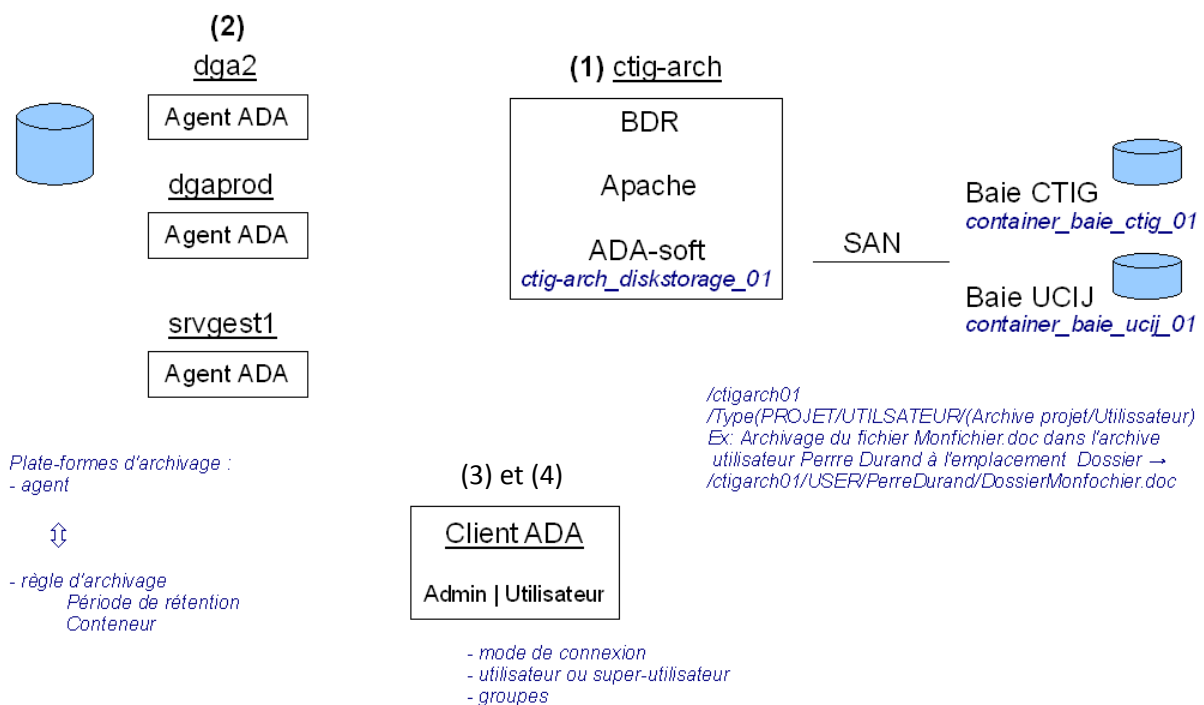 (2)
dga2
Agent ADA
dgaprod
Agent ADA
srvgest1
Agent ADA
(1) ctig-arch
BDR
Apache
ADA-soft
ctig-arch_diskstorage_01
SAN
Baie CTIG
container_baie_ctig_01
Baie UCIJ
container_baie_ucij_01
/ctigarch01
/Type(PROJET/UTILSATEUR/(Archive projet/Utilissateur)
Ex: Archivage du fichier Monfichier.doc dans l'archive
utilisateur Perrre Durand à l'emplacement Dossier →
/ctigarch01/USER/PerreDurand/DossierMonfochier.doc
Plate-formes d'archivage :
- agent
- règle d'archivage
Période de rétention
Conteneur
(3) et (4)
Client ADA
Admin | Utilisateur
- mode de connexion
- utilisateur ou super-utilisateur
- groupes